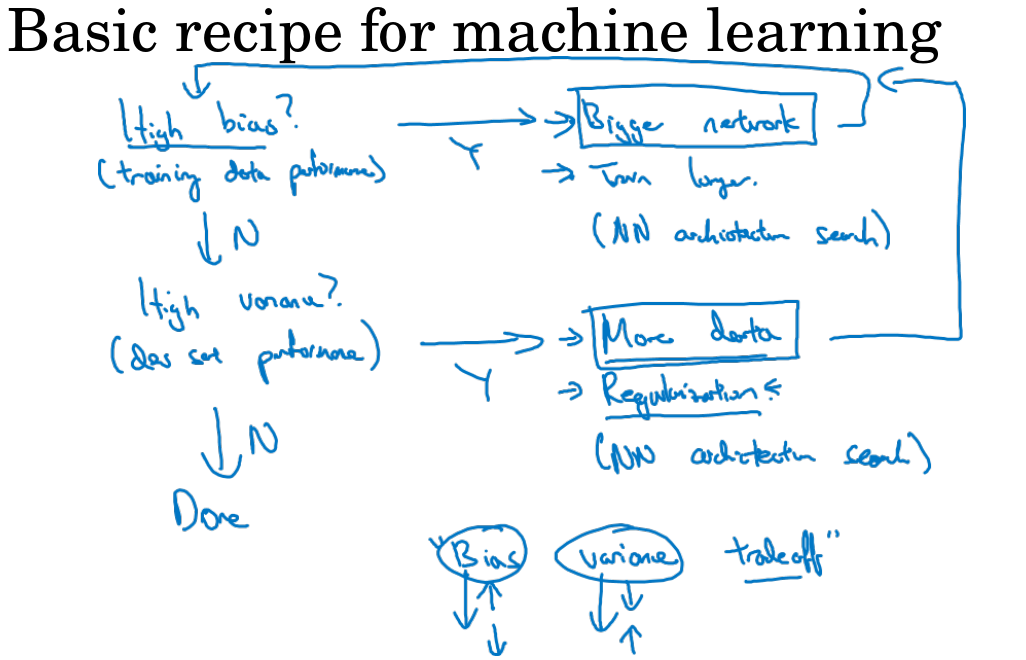 Basic recipe for machine learning
High bias?
(training data performance)
Y
→ Bigger network
→ Train longer.
(NN architecture search)
N
High variance?
(dev set performance)
Y
→ More data
→ Regularization ←
(NN architecture search)
N
Done
"Bias variance tradeoff"